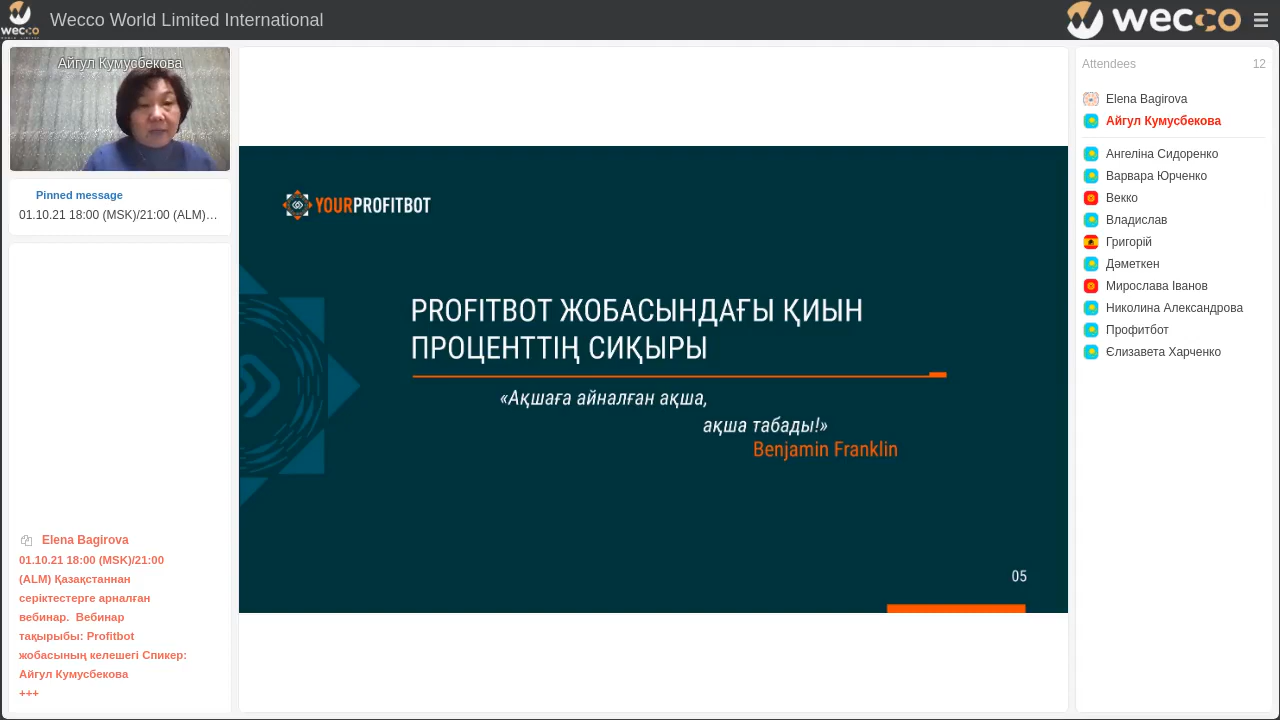 Wecco World Limited International
wecco
wecco
Айгул Кумусбекова
Pinned message
01.10.21 18:00 (MSK)/21:00 (ALM)…
Elena Bagirova
01.10.21 18:00 (MSK)/21:00
(ALM) Қазақстаннан
серіктестерге арналған
вебинар.  Вебинар
тақырыбы: Profitbot
жобасының келешегі Спикер:
Айгул Кумусбекова
+++
YOURPROFITBOT
PROFITBOT ЖОБАСЫНДАҒЫ ҚИЫН
ПРОЦЕНТТІҢ СИҚЫРЫ
«Ақшаға айналған ақша,
ақша табады!»
Benjamin Franklin
05
Attendees 12
Elena Bagirova
Айгул Кумусбекова
Ангеліна Сидоренко
Варвара Юрченко
Векко
Владислав
Григорій
Дәметкен
Мирослава Іванов
Николина Александрова
Профитбот
Єлизавета Харченко